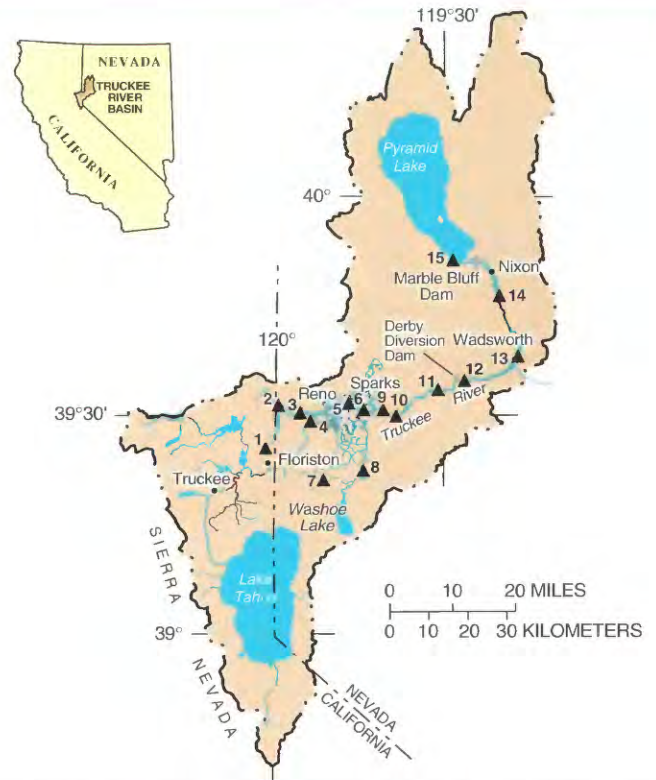 119°30'
NEVADA
TRUCKEE
RIVER
BASIN
CALIFORNIA
Pyramid
Lake
40°
15
Nixon
Marble Bluff
Dam
14
Derby
Diversion
Dam
Wadsworth
13
120°
12
11
Sparks
Reno
6
9
10
2
3
5
4
River
Truckee
39°30'
1
Floriston
8
7
Truckee
Washoe
Lake
SIERRA
NEVADA
Lake
Tahoe
0 10 20 MILES
0 10 20 30 KILOMETERS
39°
NEVADA
CALIFORNIA